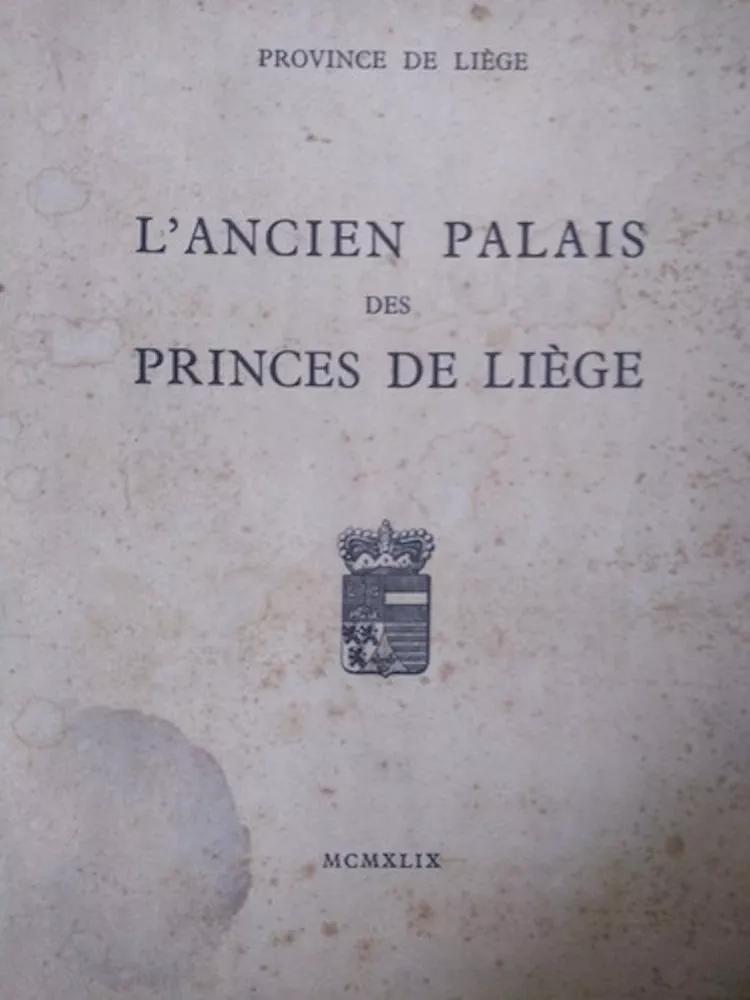 PROVINCE DE LIÈGE
L'ANCIEN PALAIS
DES
PRINCES DE LIÈGE
MCMXLIX